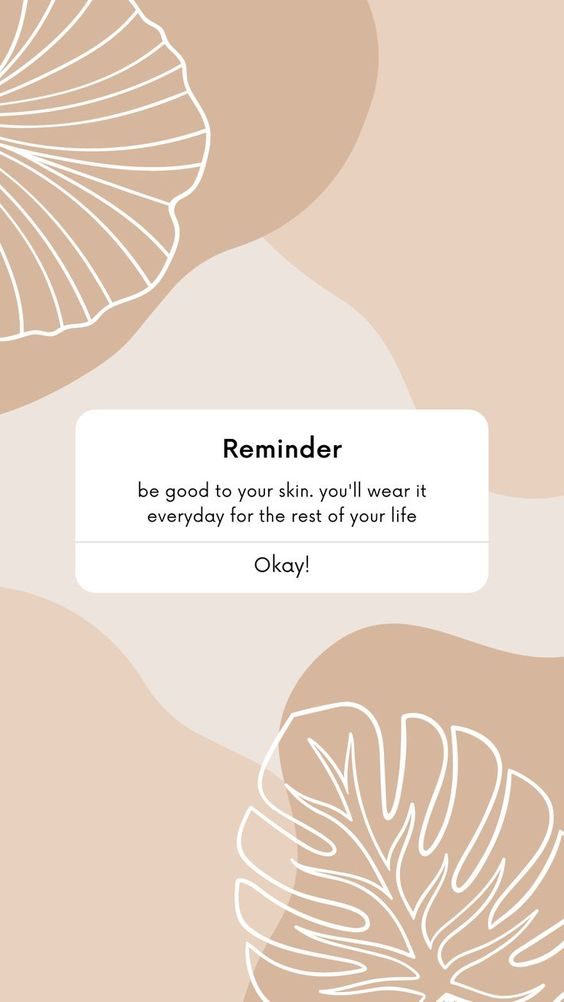 Reminder
be good to your skin. you'll wear it
everyday for the rest of your life
Okay!